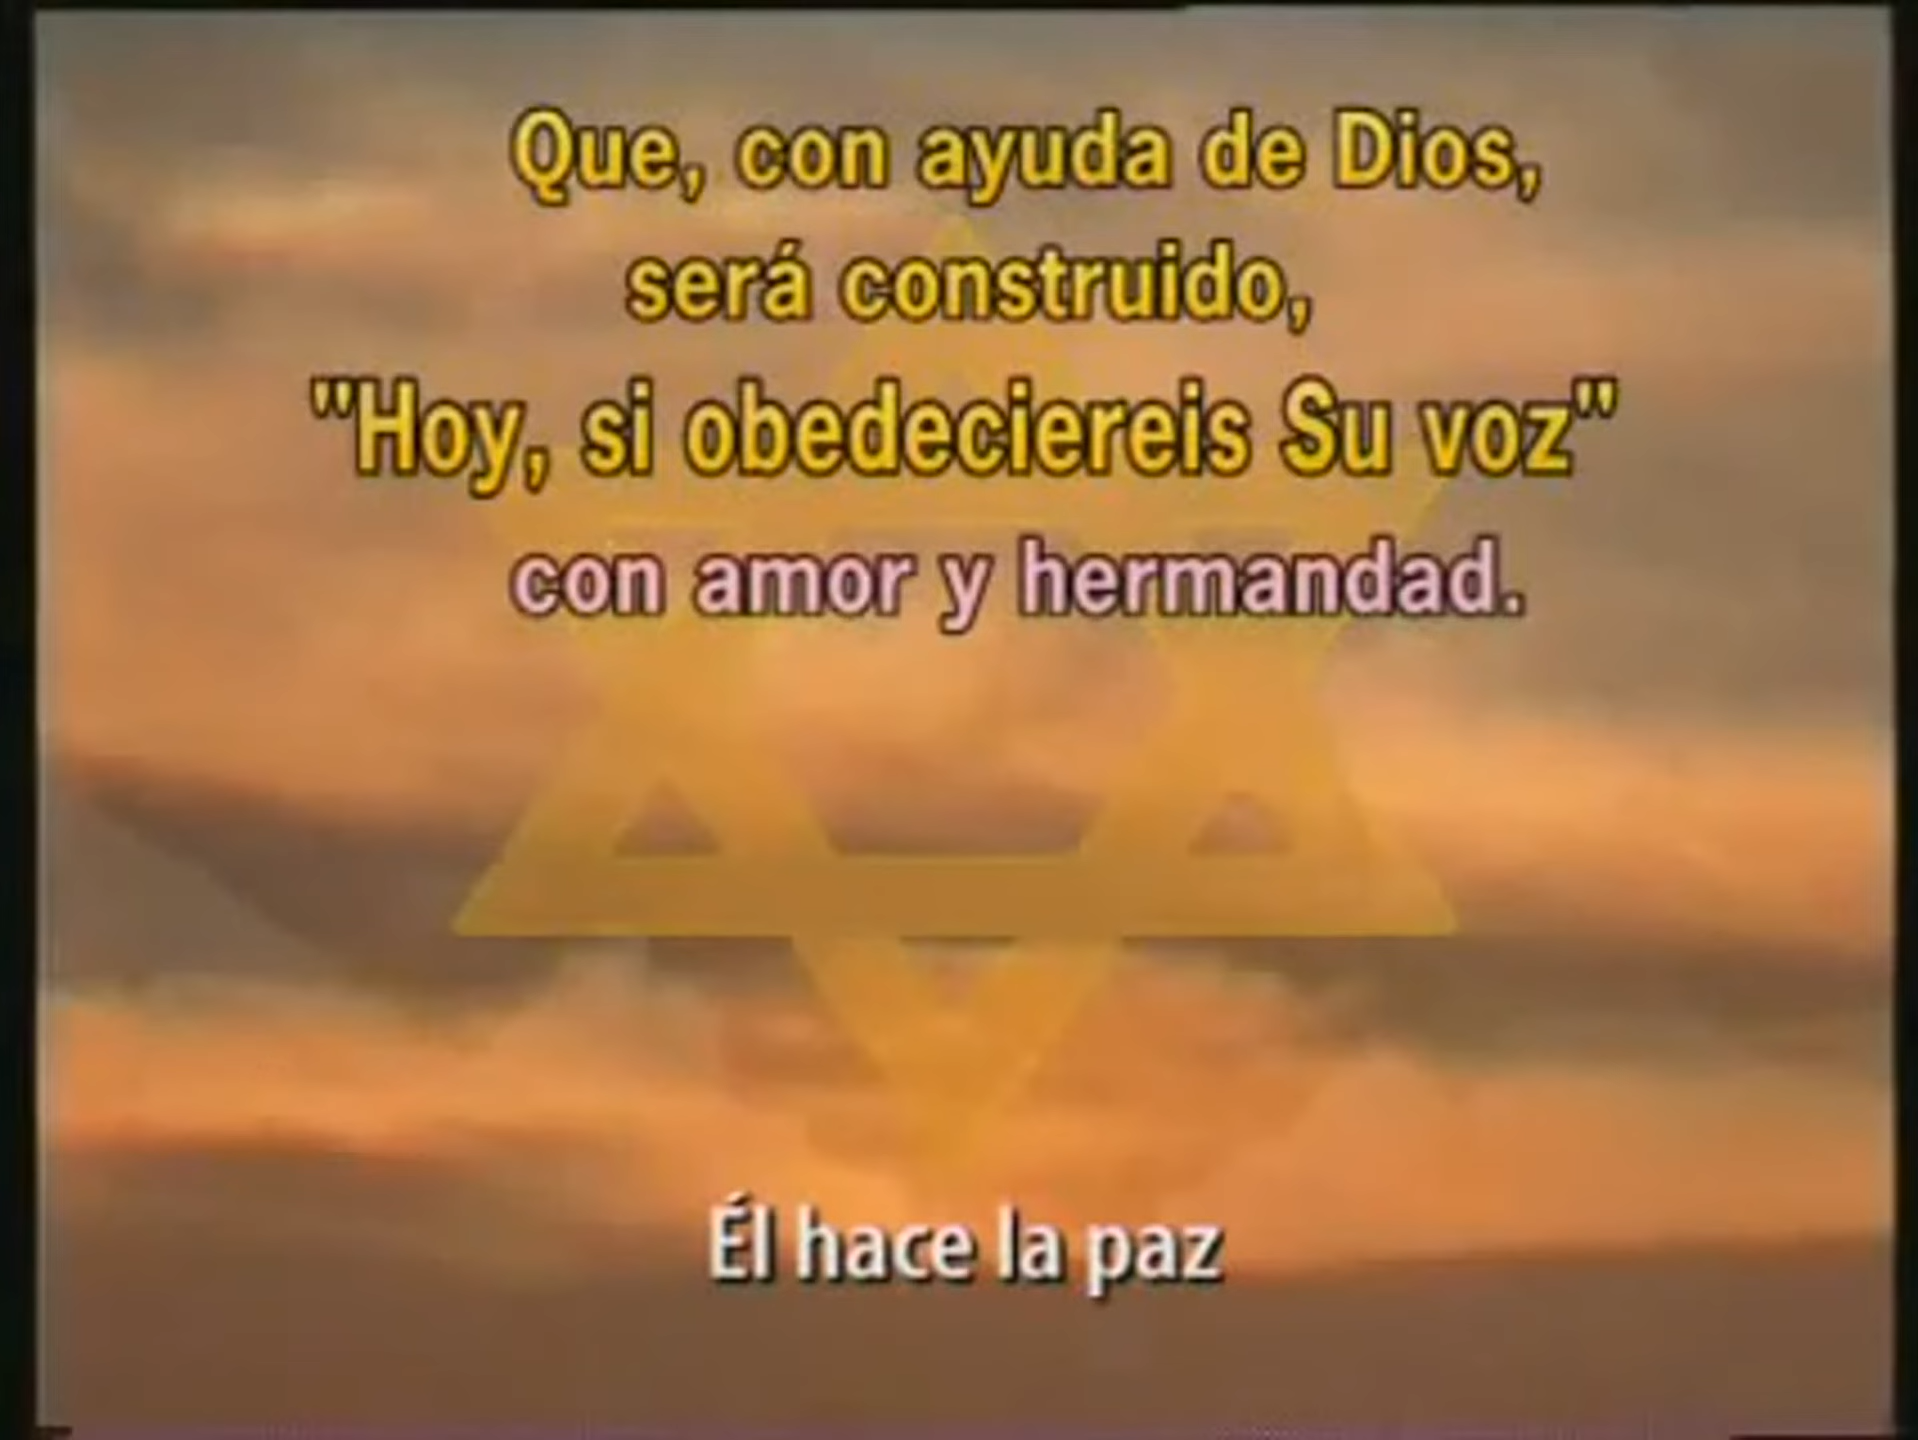 Que, con ayuda de Dios,
será construido,
"Hoy, si obedeciereis Su voz"
con amor y hermandad.
Él hace la paz